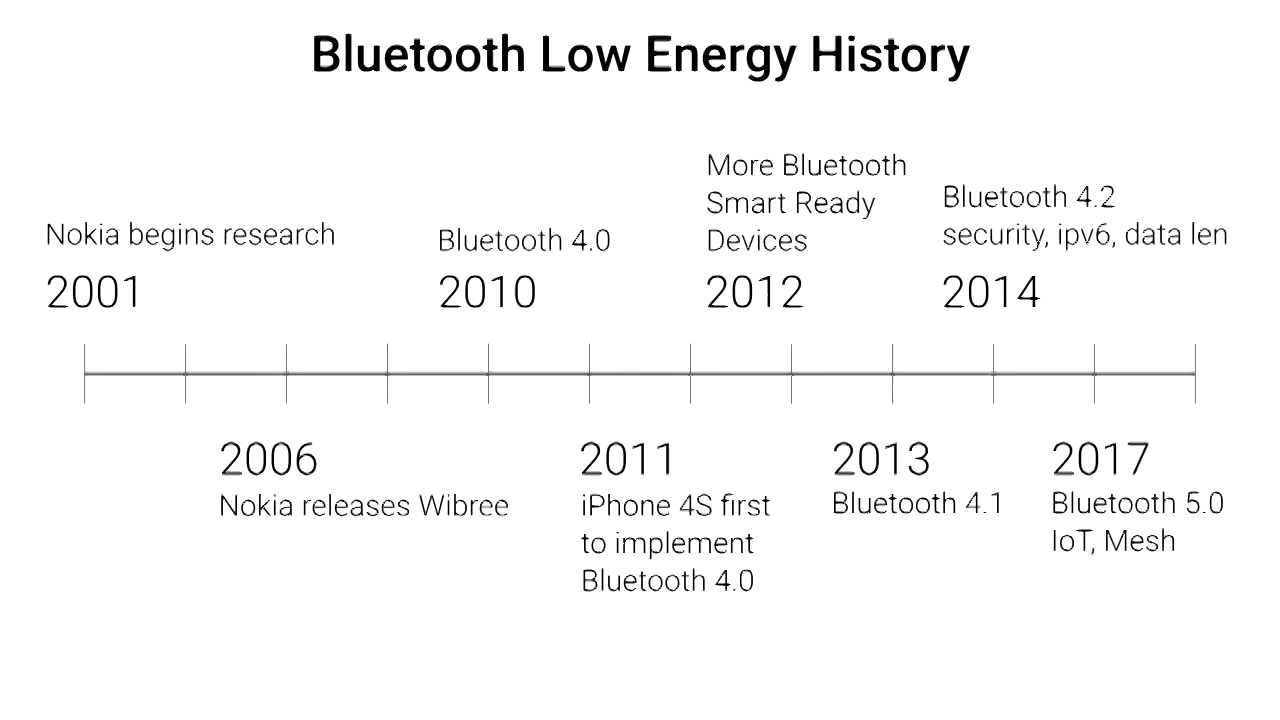 Bluetooth Low Energy History
Nokia begins research
2001
Bluetooth 4.0
2010
More Bluetooth
Smart Ready
Devices
2012
Bluetooth 4.2
security, ipv6, data len
2014
2006
Nokia releases Wibree
2011
iPhone 4S first
to implement
Bluetooth 4.0
2013
Bluetooth 4.1
2017
Bluetooth 5.0
IoT, Mesh